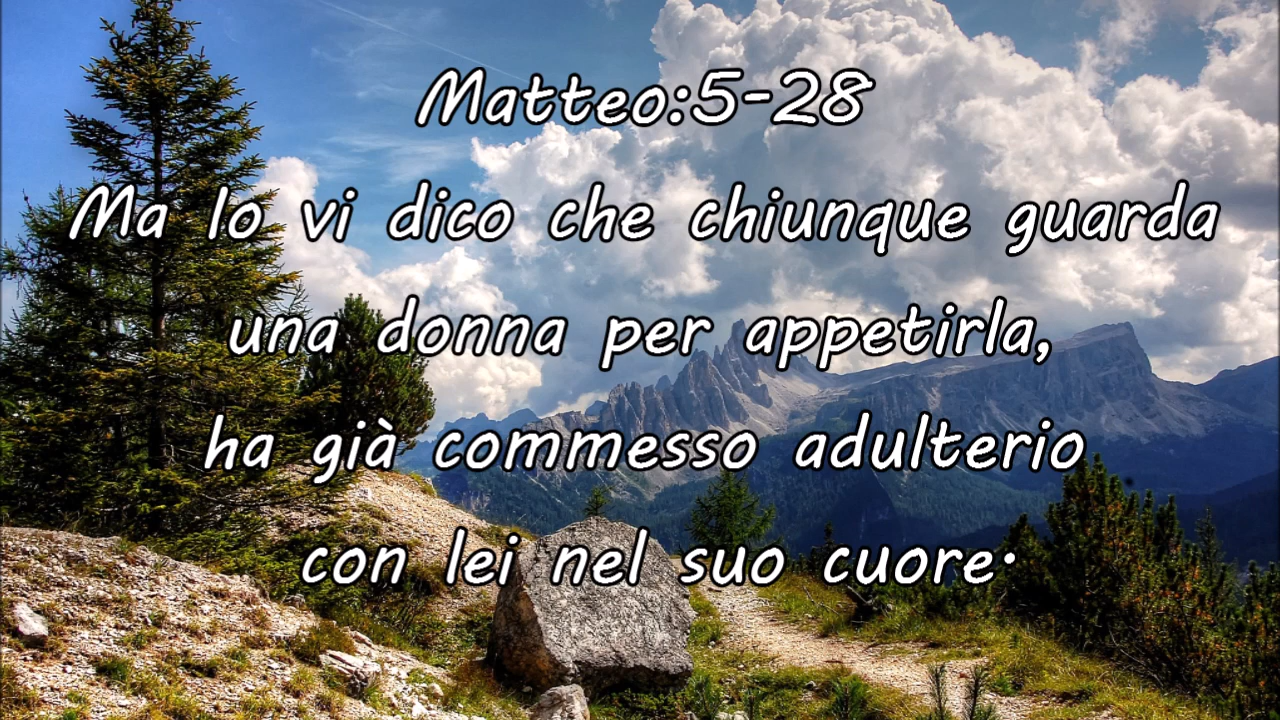 Matteo:5-28
Ma lo vi dico che chiunque guarda
una donna per appetirla,
ha già commesso adulterio
con lei nel suo cuore.